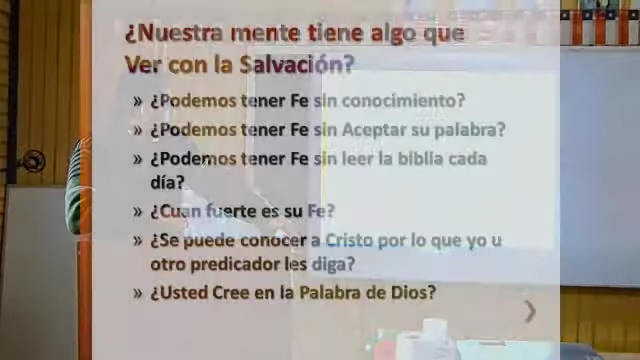 ¿Nuestra mente tiene algo que
Ver con la Salvación?
» ¿Podemos tener Fe sin conocimiento?
» ¿Podemos tener Fe sin Aceptar su palabra?
» ¿Podemos tener Fe sin leer la biblia cada
día?
» ¿Cuan fuerte es su Fe?
» ¿Se puede conocer a Cristo por lo que yo u
otro predicador les diga?
» ¿Usted Cree en la Palabra de Dios?